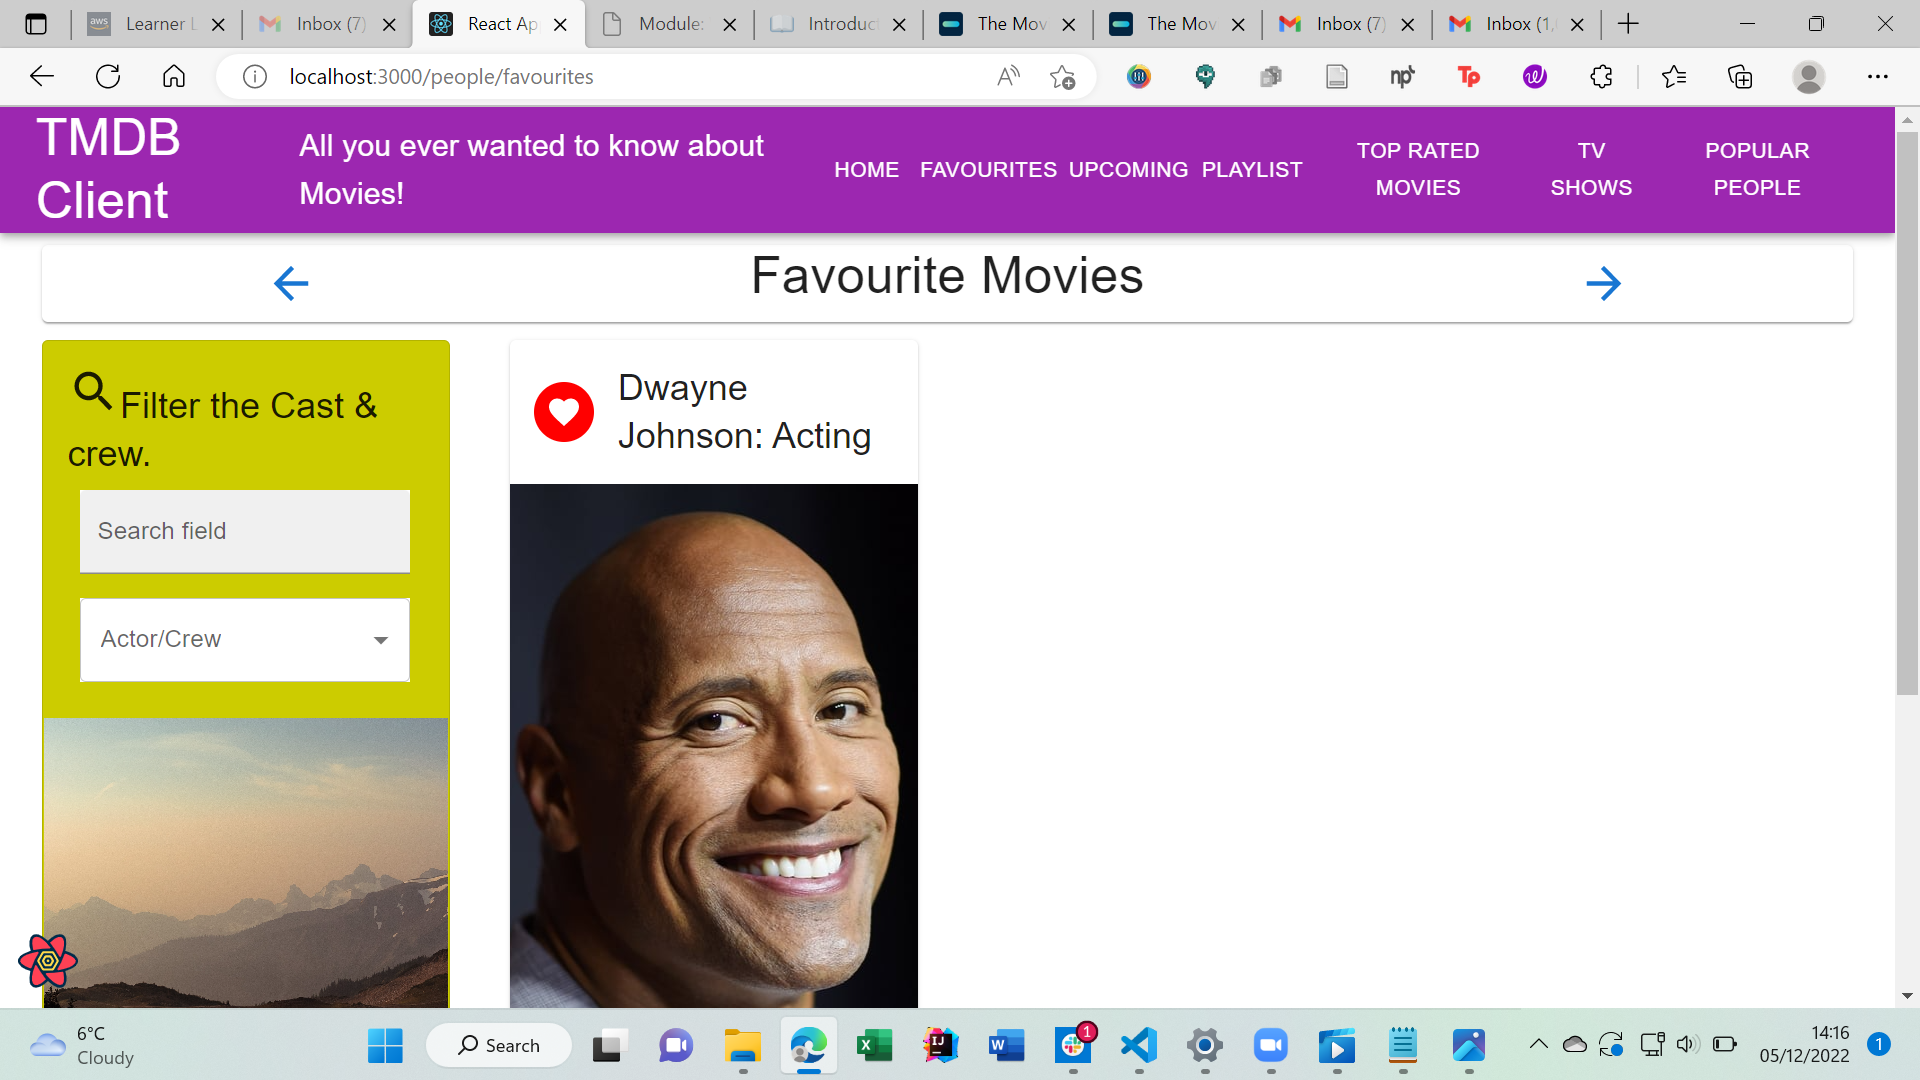 Learner L
Inbox (7)
React Ap
Module:
Introduc
The Mov
The Mov
Inbox (7)
Inbox (1,
localhost:3000/people/favourites
TMDB
Client
All you ever wanted to know about
Movies!
HOME
FAVOURITES
UPCOMING
PLAYLIST
TOP RATED
MOVIES
TV
SHOWS
POPULAR
PEOPLE
Favourite Movies
Filter the Cast &
crew.
Search field
Actor/Crew
Dwayne
Johnson: Acting
6°C
Cloudy
Search
1
14:16
05/12/2022
1